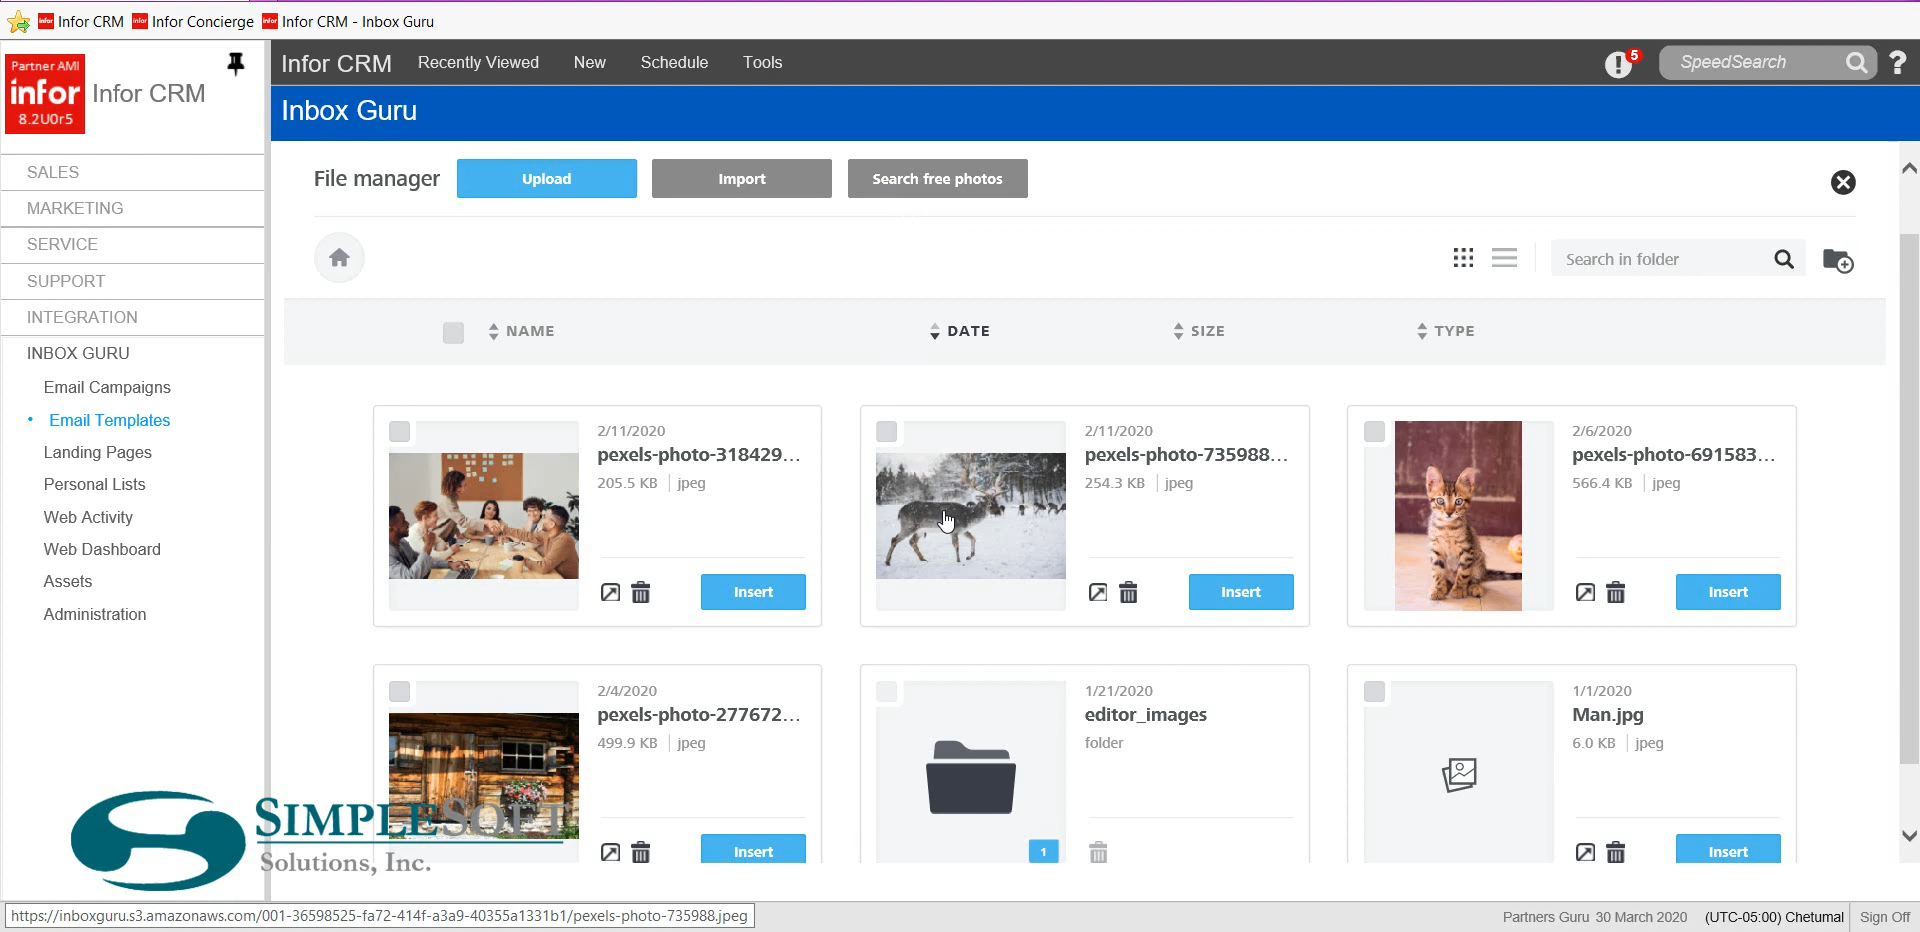 Infor CRM infor Infor Concierge infor Infor CRM - Inbox Guru
Partner AMI
infor
8.2U0r5
Infor CRM
Infor CRM Recently Viewed New Schedule Tools
5
SpeedSearch
?
Inbox Guru
SALES
MARKETING
SERVICE
SUPPORT
INTEGRATION
INBOX GURU
Email Campaigns
• Email Templates
Landing Pages
Personal Lists
Web Activity
Web Dashboard
Assets
Administration
File manager Upload Import Search free photos
Search in folder
NAME DATE SIZE TYPE
2/11/2020
pexels-photo-318429...
205.5 KB | jpeg
Insert
2/11/2020
pexels-photo-735988...
254.3 KB | jpeg
Insert
2/6/2020
pexels-photo-691583...
566.4 KB | jpeg
Insert
2/4/2020
pexels-photo-277672...
499.9 KB | jpeg
Insert
1/21/2020
editor_images
folder
1
1/1/2020
Man.jpg
6.0 KB | jpeg
Insert
SIMPLESOFT
Solutions, Inc.
https://inboxguru.s3.amazonaws.com/001-36598525-fa72-414f-a3a9-40355a1331b1/pexels-photo-735988.jpeg
Partners Guru 30 March 2020 (UTC-05:00) Chetumal Sign Off